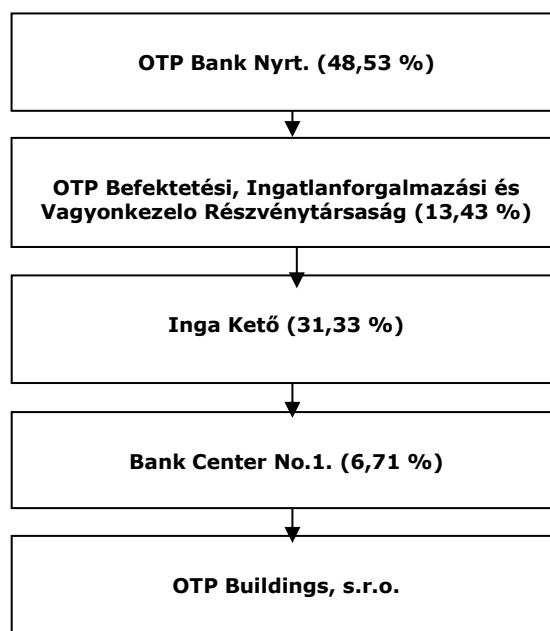 OTP Bank Nyrt. (48,53 %)
OTP Befektetési, Ingatlanforgalmazási és
Vagyonkezelo Részvénytársaság (13,43 %)
Inga Kető (31,33 %)
Bank Center No.1. (6,71 %)
OTP Buildings, s.r.o.